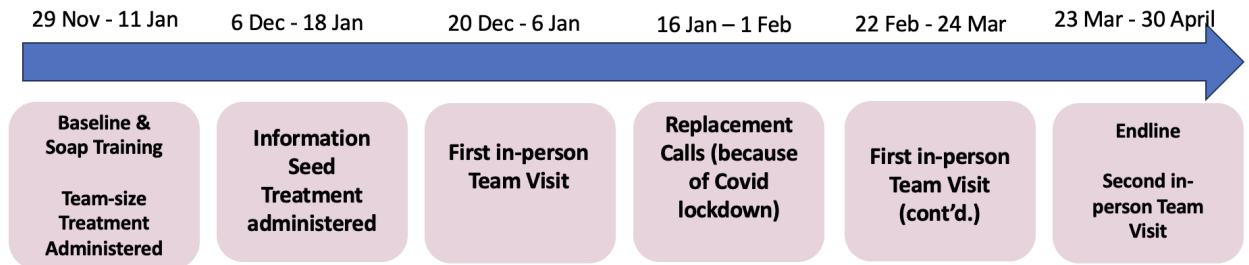 29 Nov - 11 Jan
6 Dec - 18 Jan
20 Dec - 6 Jan
16 Jan – 1 Feb
22 Feb - 24 Mar
23 Mar - 30 April
Baseline &
Soap Training
Team-size
Treatment
Administered
Information
Seed
Treatment
administered
First in-person
Team Visit
Replacement
Calls (because
of Covid
lockdown)
First in-person
Team Visit
(cont’d.)
Endline
Second in-
person Team
Visit